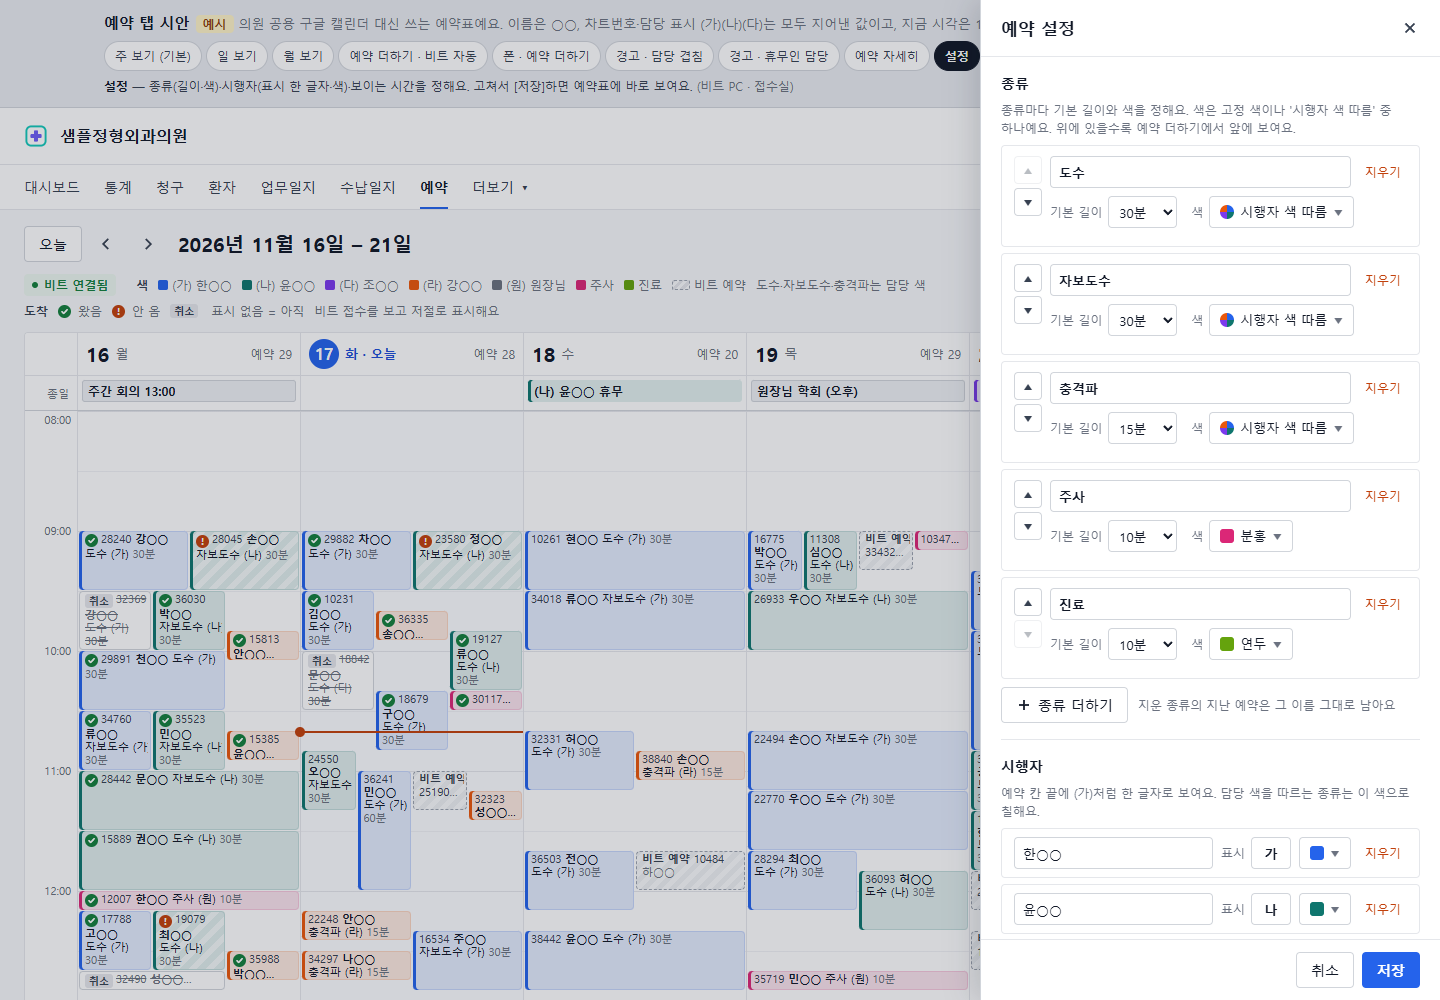 예약 탭 시안 예시 의원 공용 구글 캘린더 대신 쓰는 예약표예요. 이름은 ○○, 차트번호·담당 표시 (가)(나)(다)는 모두 지어낸 값이고, 지금 시각은
주 보기 (기본) 일 보기 월 보기 예약 더하기 · 비트 자동 폰 · 예약 더하기 경고 · 담당 겹침 경고 · 휴무인 담당 예약 자세히 설정
설정 — 종류(길이·색)·시행자(표시 한 글자·색)·보이는 시간을 정해요. 고쳐서 [저장]하면 예약표에 바로 보여요. (비트 PC · 접수실)
샘플정형외과의원
대시보드 통계 청구 환자 업무일지 수납일지 예약 더보기 ▾
오늘 2026년 11월 16일 – 21일
비트 연결됨 색 (가) 한○○ (나) 윤○○ (다) 조○○ (라) 강○○ (원) 원장님 주사 진료 비트 예약 도수·자보도수·충격파는 담당 색
도착 왔음 안 옴 취소 표시 없음 = 아직 비트 접수를 보고 저절로 표시해요
16 월 예약 29
17 화 · 오늘 예약 28
18 수 예약 20
19 목 예약 29
종일 주간 회의 13:00
(나) 윤○○ 휴무
원장님 학회 (오후)
08:00
09:00
10:00
11:00
12:00
28240 강○○
도수 (가) 30분
28045 손○○
자보도수 (나) 30분
취소 32369
강○○
도수 (가)
30분
36030
박○○
자보도수 (나
30분
15813
안○○...
29891 천○○ 도수 (가)
30분
34760
류○○
자보도수 (가
30분
35523
민○○
자보도수 (나
30분
15385
윤○○...
28442 문○○ 자보도수 (나) 30분
15889 권○○ 도수 (나) 30분
12007 한○○ 주사 (원) 10분
17788
고○○
도수 (가)
30분
19079
최○○
도수 (나)
30분
35988
박○○...
취소 32490 성○○...
29882 차○○
도수 (가) 30분
23580 정○○
자보도수 (나) 30분
10231
김○○
도수 (가)
30분
36335
송○○...
19127
류○○
도수 (나)
30분
취소 18842
문○○
도수 (다)
30분
18679
구○○
도수 (가)
30분
30117...
24550
오○○
자보도수
30분
36241
민○○
도수 (가)
60분
비트 예약
25190...
32323
성○○...
22248 안○○
충격파 (라) 15분
34297 나○○
충격파 (라) 15분
16534 주○○
자보도수 (가) 30분
10261 현○○ 도수 (가) 30분
34018 류○○ 자보도수 (가) 30분
32331 허○○
도수 (가) 30분
38840 손○○
충격파 (라) 15분
36503 전○○
도수 (가) 30분
비트 예약 10484
하○○
38442 윤○○ 도수 (가) 30분
16775
박○○
도수 (가)
30분
11308
심○○
도수 (나)
30분
비트 예약
33432...
10347...
26933 우○○ 자보도수 (나) 30분
22494 손○○ 자보도수 (가) 30분
22770 우○○ 도수 (가) 30분
28294 최○○
도수 (가) 30분
36093 허○○
도수 (나) 30분
35719 민○○ 주사 (원) 10분
예약 설정 ✕
종류
종류마다 기본 길이와 색을 정해요. 색은 고정 색이나 '시행자 색 따름' 중
하나예요. 위에 있을수록 예약 더하기에서 앞에 보여요.
도수 지우기
기본 길이 30분 색 시행자 색 따름
자보도수 지우기
기본 길이 30분 색 시행자 색 따름
충격파 지우기
기본 길이 15분 색 시행자 색 따름
주사 지우기
기본 길이 10분 색 분홍
진료 지우기
기본 길이 10분 색 연두
+ 종류 더하기 지운 종류의 지난 예약은 그 이름 그대로 남아요
시행자
예약 칸 끝에 (가)처럼 한 글자로 보여요. 담당 색을 따르는 종류는 이 색으로
칠해요.
한○○ 표시 가 지우기
윤○○ 표시 나 지우기
취소 저장